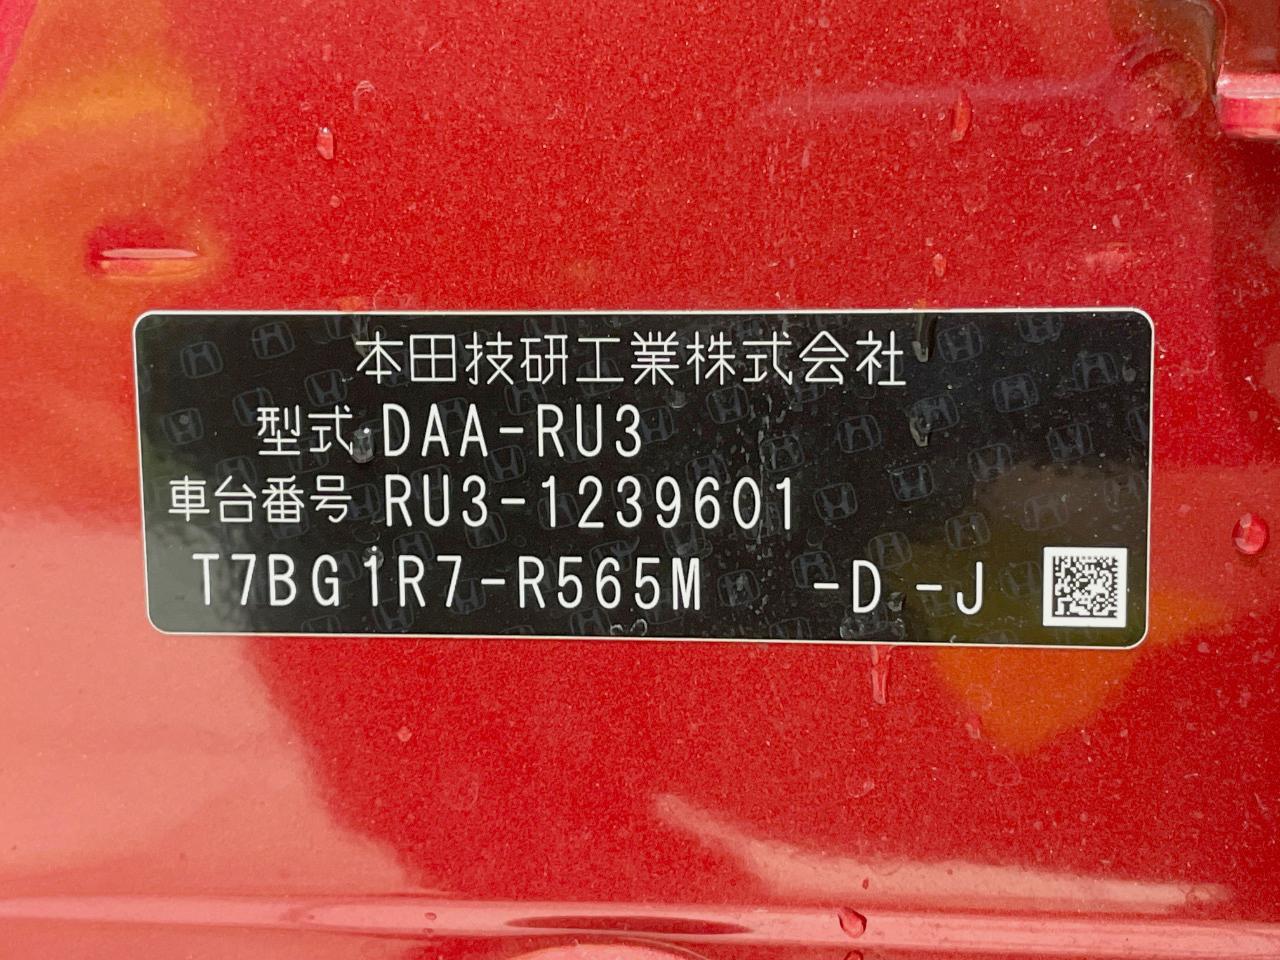 本田技研工業株式会社
型式 DAA-RU3
車台番号 RU3-1239601
T7BG1R7-R565M -D -J